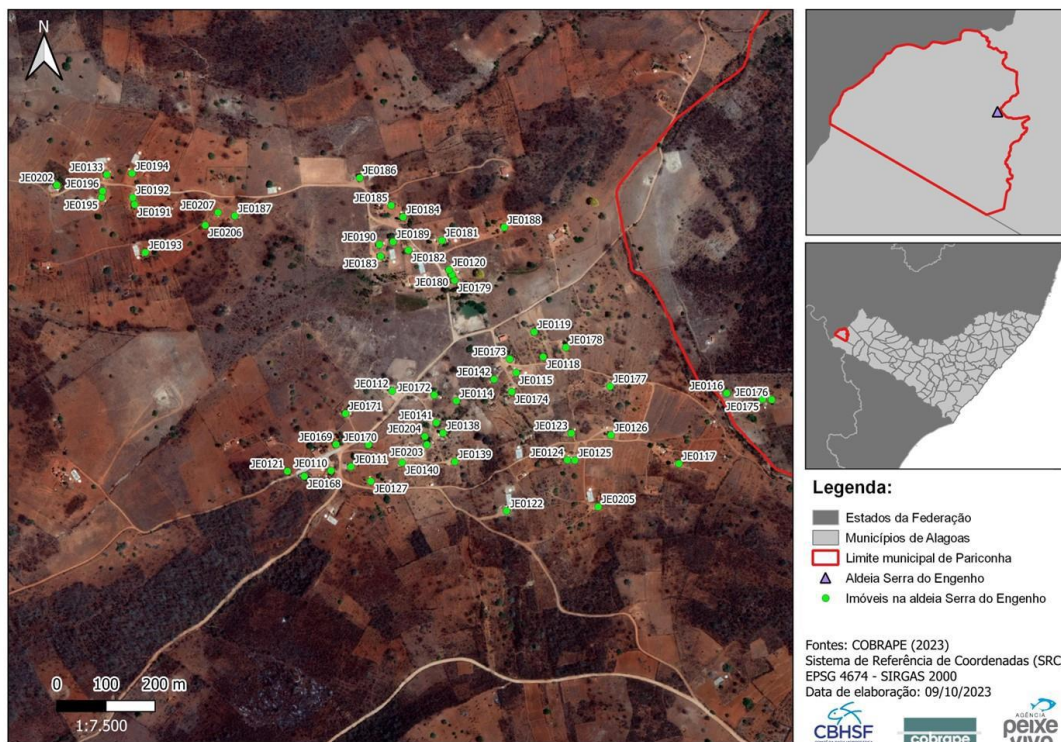 N
JE0133
JE0194
JE0202
JE0196
JE0192
JE0195
JE0191
JE0207
JE0187
JE0206
JE0193
JE0186
JE0185
JE0184
JE0188
JE0190
JE0189
JE0181
JE0183
JE0182
JE0120
JE0180
JE0179
JE0119
JE0178
JE0173
JE0118
JE0142
JE0115
JE0177
JE0112
JE0172
JE0114
JE0174
JE0116
JE0176
JE0175
JE0171
JE0141
JE0138
JE0204
JE0123
JE0126
JE0169
JE0170
JE0203
JE0139
JE0124
JE0125
JE0117
JE0121
JE0110
JE0111
JE0140
JE0168
JE0127
JE0122
JE0205
0 100 200 m
1:7.500
Legenda:
Estados da Federação
Municípios de Alagoas
Limite municipal de Pariconha
Aldeia Serra do Engenho
Imóveis na aldeia Serra do Engenho
Fontes: COBRAPE (2023)
Sistema de Referência de Coordenadas (SRC
EPSG 4674 - SIRGAS 2000
Data de elaboração: 09/10/2023
CBHSF
cobrape
AGÊNCIA
peixe
vivo